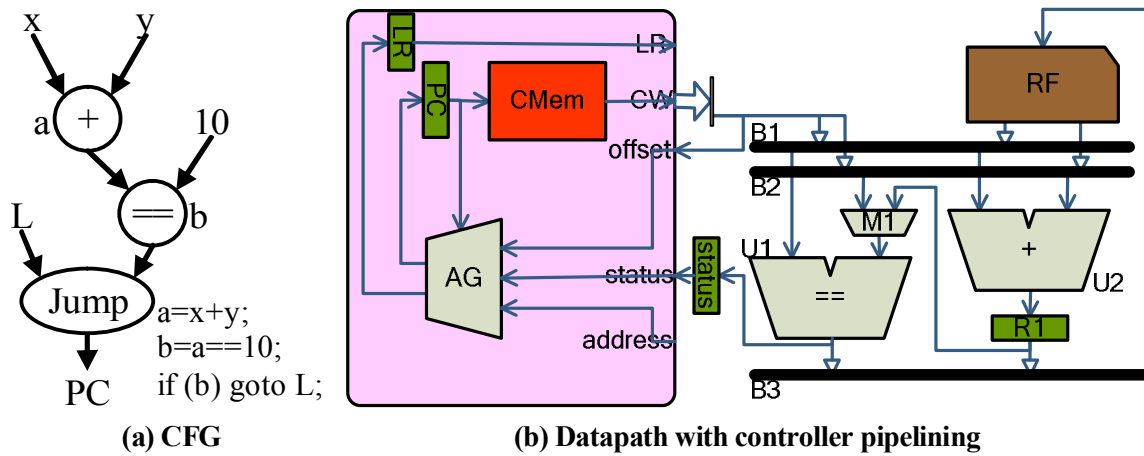 x y
+
a
10
==
b
L
Jump
PC
a=x+y;
b=a==10;
if (b) goto L;
(a) CFG
LR
LR
PC
CMem
CW
offset
AG
status
status
address
RF
B1
B2
M1
U1
==
+
U2
R1
B3
(b) Datapath with controller pipelining